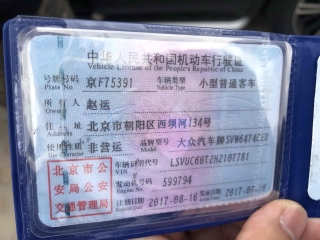 中华人民共和国机动车行驶证
Vehicle License of the People's Republic of China
号牌号码 京F75391 车辆类型 小型普通客车
Plate No. Vehicle Type
所有人 赵运
Owner
住址 北京市朝阳区西坝河134号
Address
使用性质 非营运 品牌型号 大众汽车牌SVW6474CED
Use Character Model
北京市公安局公安交通管理局
车辆识别代号 LSVUC60T2H2107781
VIN
发动机号码 599794
Engine No.
注册日期 2017-08-16 发证日期 2017-08-16
Register Date Issue Date